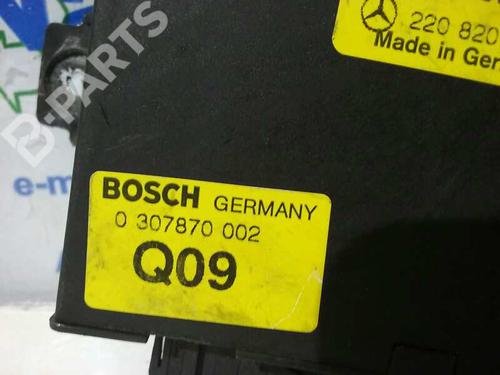 220 820
Made in Ger
B-PARTS
e-m
BOSCH GERMANY
0 307870 002
Q09